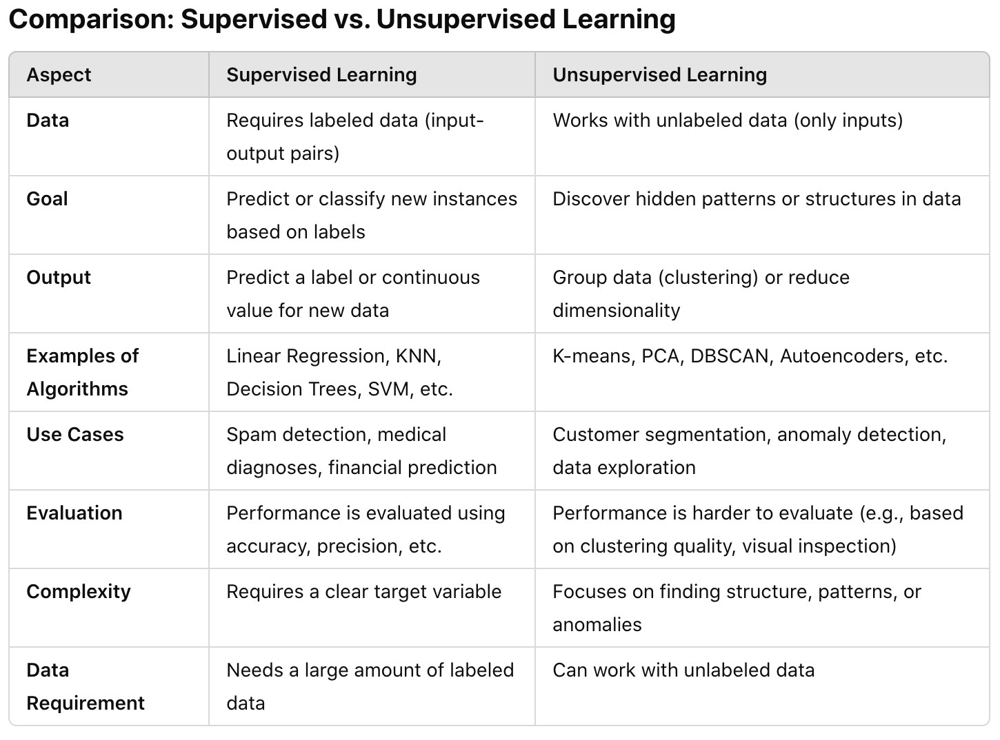 Comparison: Supervised vs. Unsupervised Learning
Aspect
Supervised Learning
Unsupervised Learning
Data
Requires labeled data (input-
output pairs)
Works with unlabeled data (only inputs)
Goal
Predict or classify new instances
based on labels
Discover hidden patterns or structures in data
Output
Predict a label or continuous
value for new data
Group data (clustering) or reduce
dimensionality
Examples of
Algorithms
Linear Regression, KNN,
Decision Trees, SVM, etc.
K-means, PCA, DBSCAN, Autoencoders, etc.
Use Cases
Spam detection, medical
diagnoses, financial prediction
Customer segmentation, anomaly detection,
data exploration
Evaluation
Performance is evaluated using
accuracy, precision, etc.
Performance is harder to evaluate (e.g., based
on clustering quality, visual inspection)
Complexity
Requires a clear target variable
Focuses on finding structure, patterns, or
anomalies
Data
Requirement
Needs a large amount of labeled
data
Can work with unlabeled data